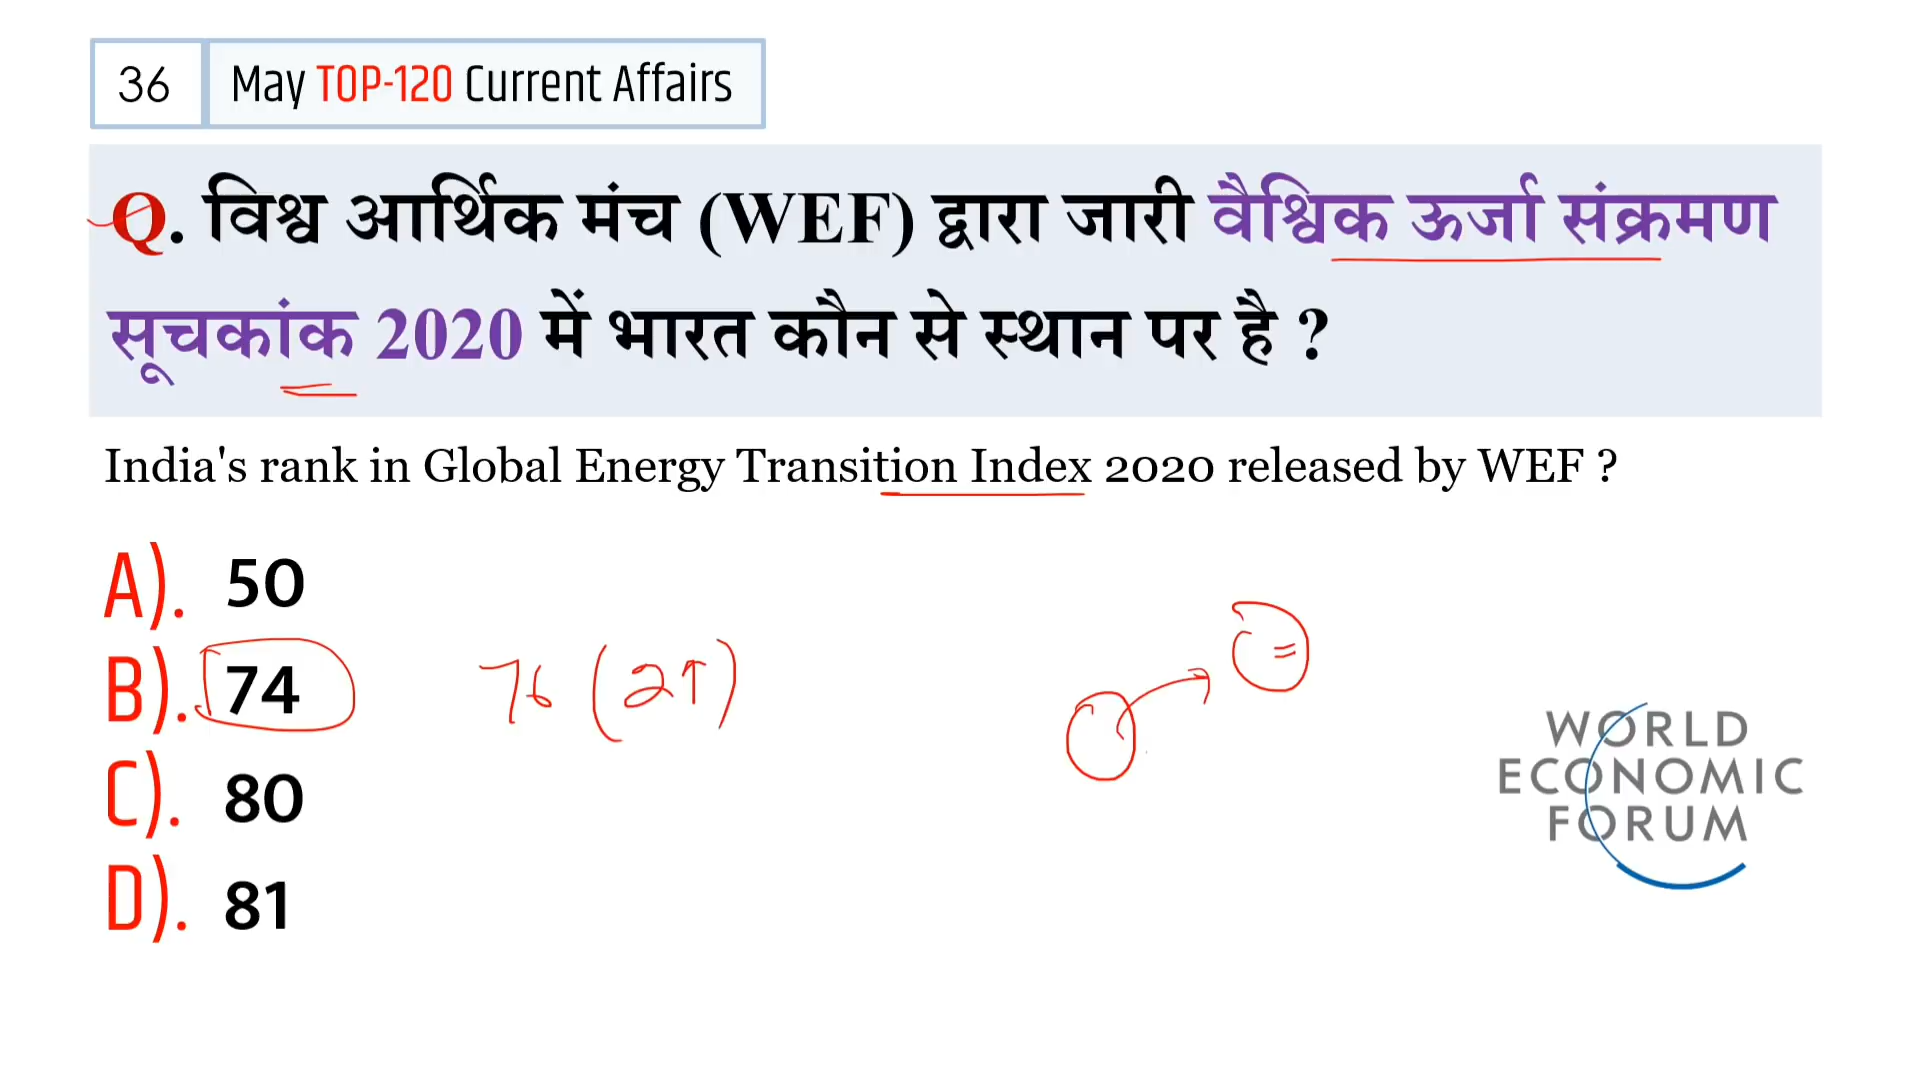 36 May TOP-120 Current Affairs
Q. विश्व आर्थिक मंच (WEF) द्वारा जारी वैश्विक ऊर्जा संक्रमण
सूचकांक 2020 में भारत कौन से स्थान पर है ?
India's rank in Global Energy Transition Index 2020 released by WEF ?
A). 50
B). 74 76 (2↑)
C). 80
D). 81
WORLD
ECONOMIC
FORUM